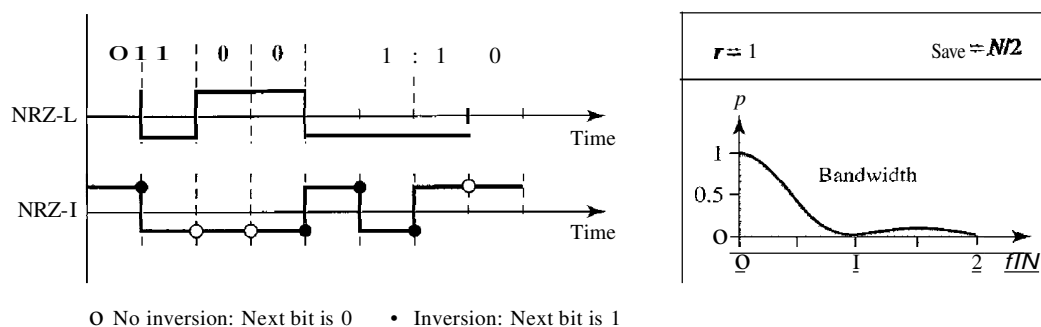 O 1 1 0 0 1 : 1 0
r = 1 Save = N/2
NRZ-L
Time
NRZ-I
Time
p
1
Bandwidth
0.5
O
O 1 2 f/N
O No inversion: Next bit is 0 • Inversion: Next bit is 1